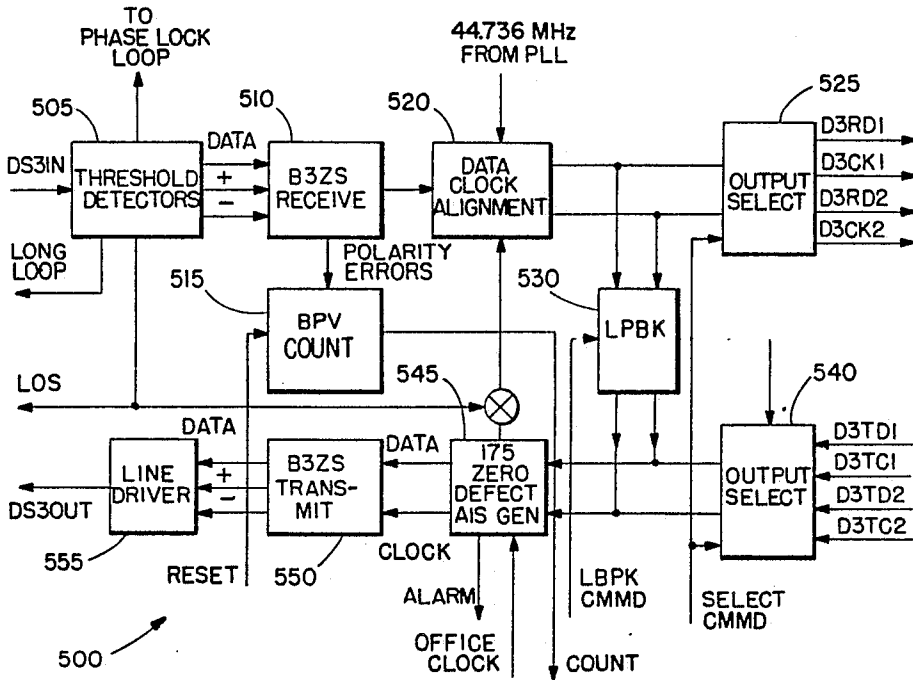 TO
PHASE LOCK
LOOP
44.736 MHz
FROM PLL
505
510
520
525
DS3IN
THRESHOLD
DETECTORS
DATA
+
-
B3ZS
RECEIVE
DATA
CLOCK
ALIGNMENT
OUTPUT
SELECT
D3RD1
D3CK1
D3RD2
D3CK2
LONG
LOOP
POLARITY
ERRORS
515
BPV
COUNT
530
LPBK
LOS
545
540
DATA
+
-
LINE
DRIVER
DS3OUT
B3ZS
TRANS-
MIT
DATA
CLOCK
175
ZERO
DEFECT
AIS GEN
OUTPUT
SELECT
D3TD1
D3TC1
D3TD2
D3TC2
555
RESET
550
ALARM
OFFICE
CLOCK
LBPK
CMMD
SELECT
CMMD
COUNT
500